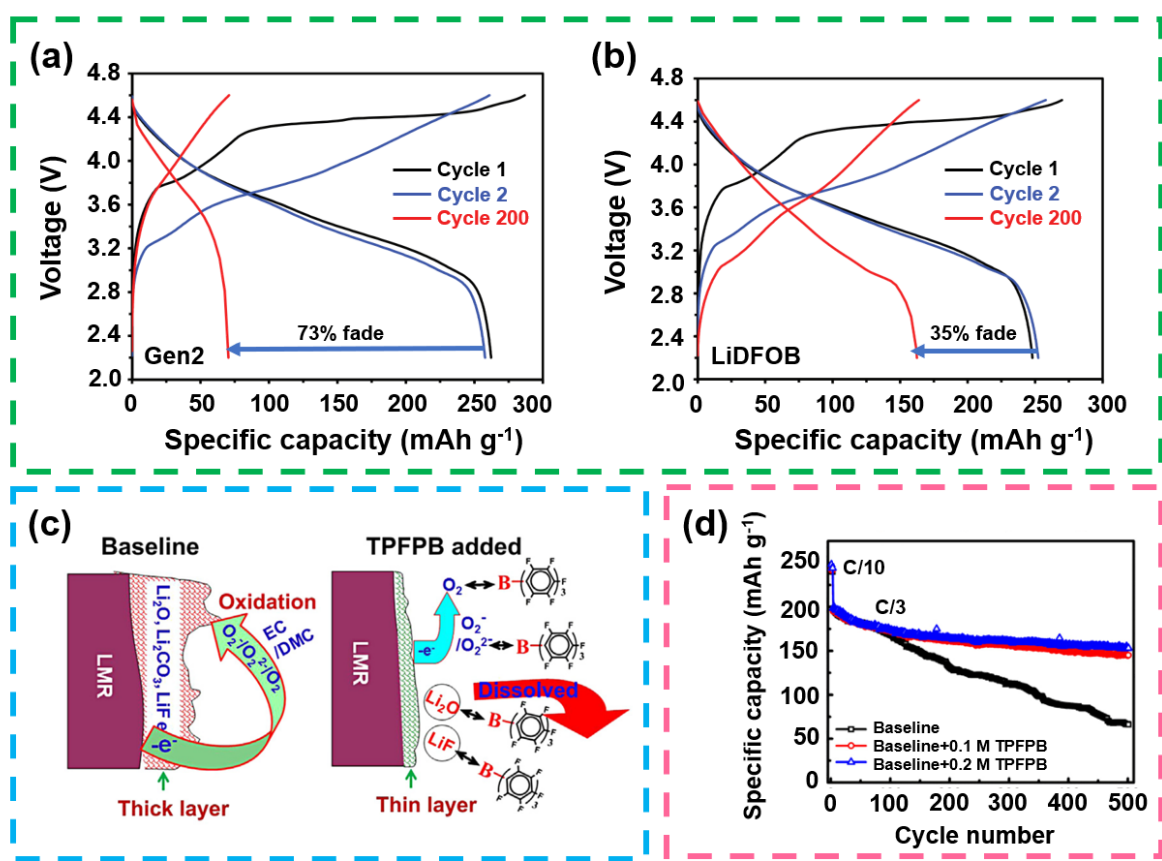 (a)
4.8
4.4
4.0
3.6
3.2
2.8
2.4
2.0
Voltage (V)
Cycle 1
Cycle 2
Cycle 200
73% fade
Gen2
0 50 100 150 200 250 300
Specific capacity (mAh g-1)
(b)
4.8
4.4
4.0
3.6
3.2
2.8
2.4
2.0
Voltage (V)
Cycle 1
Cycle 2
Cycle 200
35% fade
LiDFOB
0 50 100 150 200 250 300
Specific capacity (mAh g-1)
(c)
Baseline
LMR
Li2O, Li2CO3, LiF e
Oxidation
O2-/O22-/O2
EC
/DMC
-e-
Thick layer
TPFPB added
LMR
O2
B
F F F F F
3
O2-
/O22-
-e-
B
F F F F F
3
Dissolved
Li2O
B
F F F F F
3
LiF
B
F F F F F
3
Thin layer
(d)
250
200
150
100
50
0
Specific capacity (mAh g-1)
C/10
C/3
Baseline
Baseline+0.1 M TPFPB
Baseline+0.2 M TPFPB
0 100 200 300 400 500
Cycle number